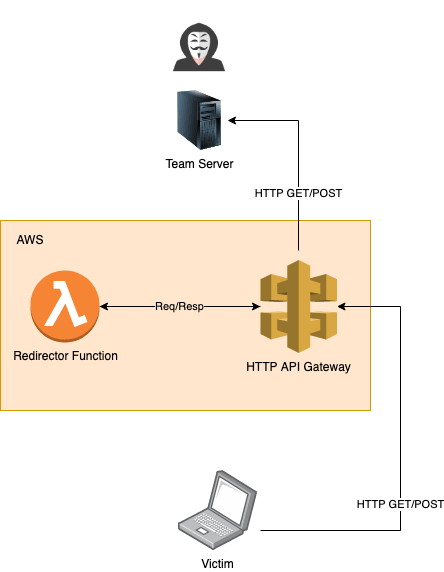 Team Server
HTTP GET/POST
AWS
Req/Resp
Redirector Function
HTTP API Gateway
HTTP GET/POST
Victim